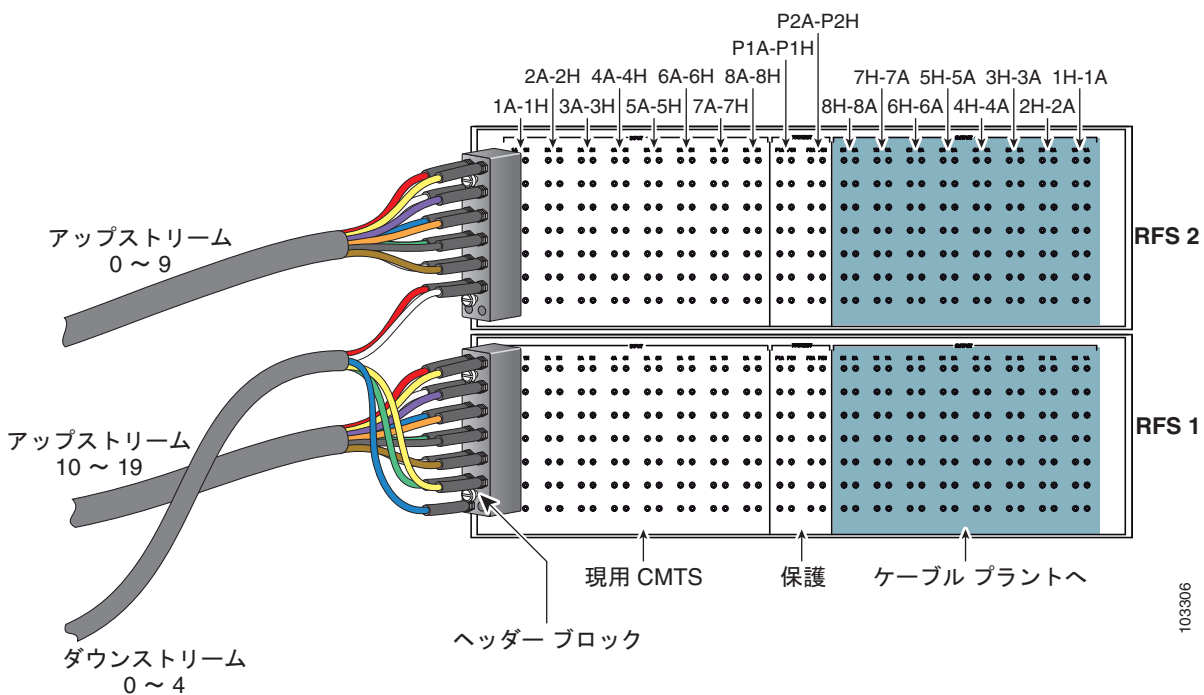 P2A-P2H
P1A-P1H
2A-2H 4A-4H 6A-6H 8A-8H
7H-7A 5H-5A 3H-3A 1H-1A
1A-1H 3A-3H 5A-5H 7A-7H
8H-8A 6H-6A 4H-4A 2H-2A
アップストリーム
0 ~ 9
RFS 2
アップストリーム
10 ~ 19
RFS 1
現用 CMTS
保護
ケーブル プラントへ
ヘッダー ブロック
ダウンストリーム
0 ~ 4
103306